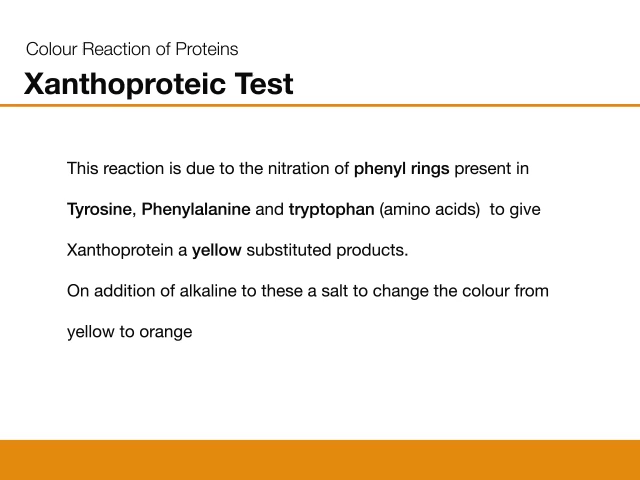 Colour Reaction of Proteins
Xanthoproteic Test
This reaction is due to the nitration of phenyl rings present in
Tyrosine, Phenylalanine and tryptophan (amino acids)  to give
Xanthoprotein a yellow substituted products.
On addition of alkaline to these a salt to change the colour from
yellow to orange